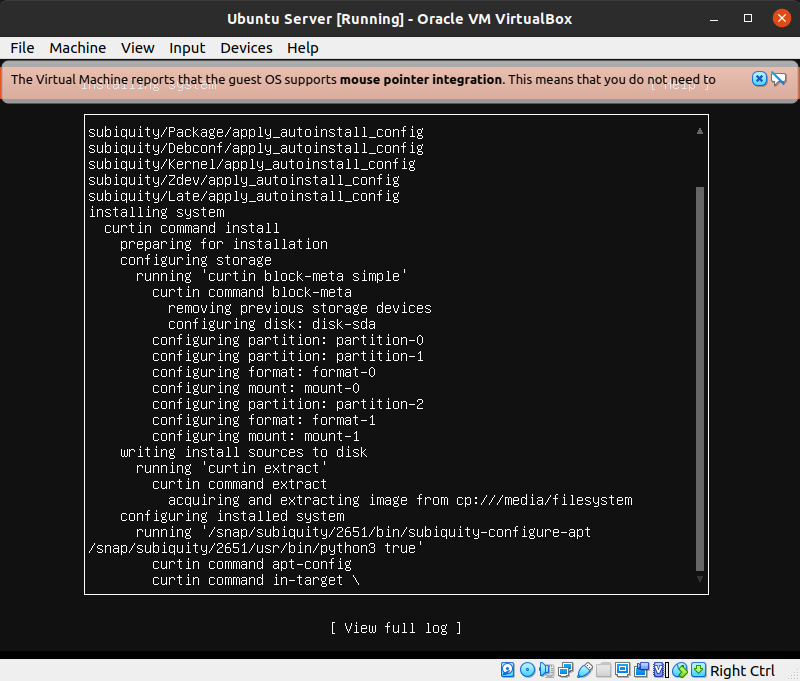 Ubuntu Server [Running] - Oracle VM VirtualBox
File Machine View Input Devices Help
The Virtual Machine reports that the guest OS supports mouse pointer integration. This means that you do not need to
Installing system [ Help ]
subiquity/Package/apply_autoinstall_config
subiquity/Debconf/apply_autoinstall_config
subiquity/Kernel/apply_autoinstall_config
subiquity/Zdev/apply_autoinstall_config
subiquity/Late/apply_autoinstall_config
installing system
curtin command install
preparing for installation
configuring storage
running 'curtin block-meta simple'
curtin command block-meta
removing previous storage devices
configuring disk: disk-sda
configuring partition: partition-0
configuring partition: partition-1
configuring format: format-0
configuring mount: mount-0
configuring partition: partition-2
configuring format: format-1
configuring mount: mount-1
writing install sources to disk
running 'curtin extract'
curtin command extract
acquiring and extracting image from cp:///media/filesystem
configuring installed system
running '/snap/subiquity/2651/bin/subiquity-configure-apt
/snap/subiquity/2651/usr/bin/python3 true'
curtin command apt-config
curtin command in-target \
[ View full log ]
Right Ctrl